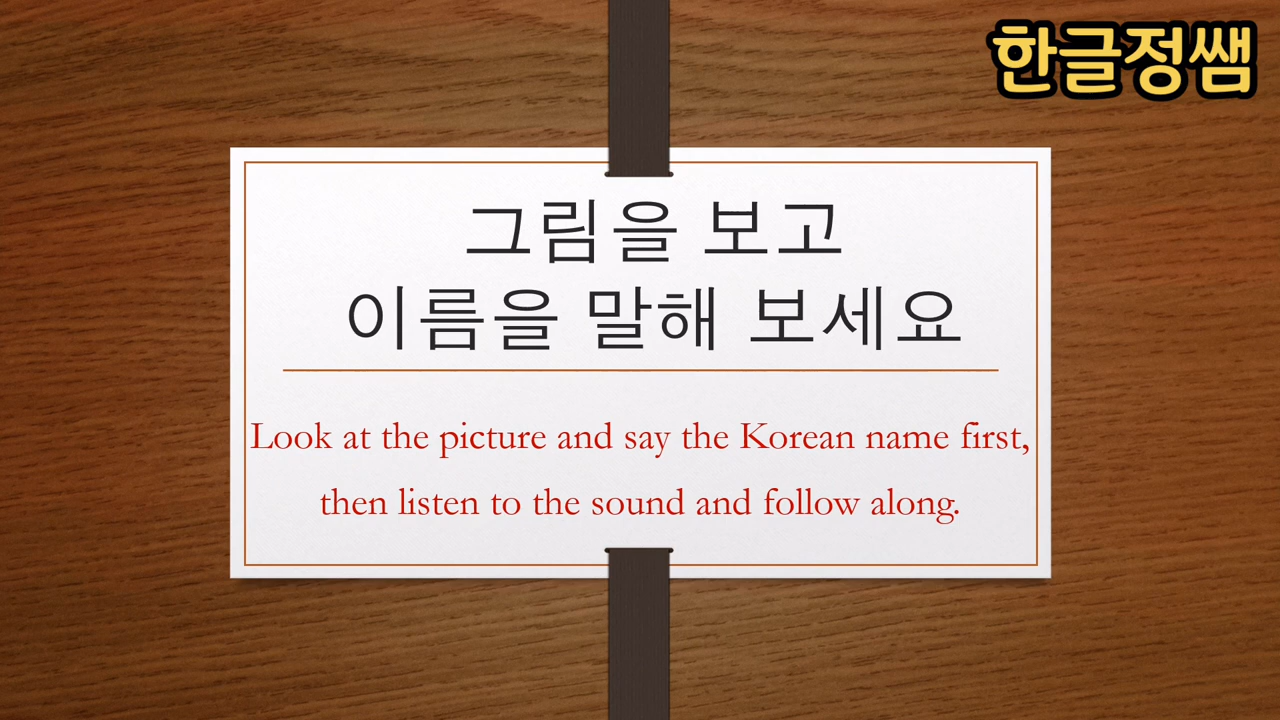 한글정쌤
그림을 보고
이름을 말해 보세요
Look at the picture and say the Korean name first,
then listen to the sound and follow along.